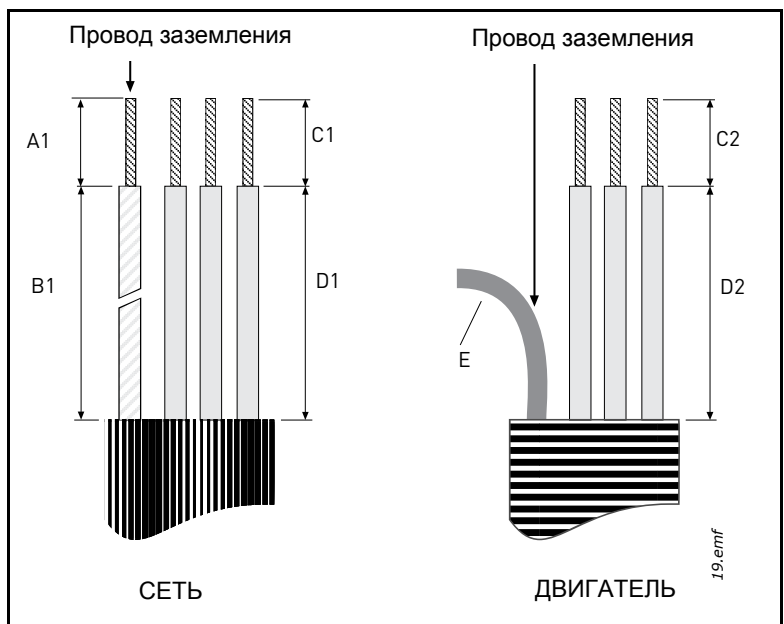 Провод заземления
A1
B1
C1
D1
СЕТЬ
Провод заземления
C2
D2
E
ДВИГАТЕЛЬ
19.emf